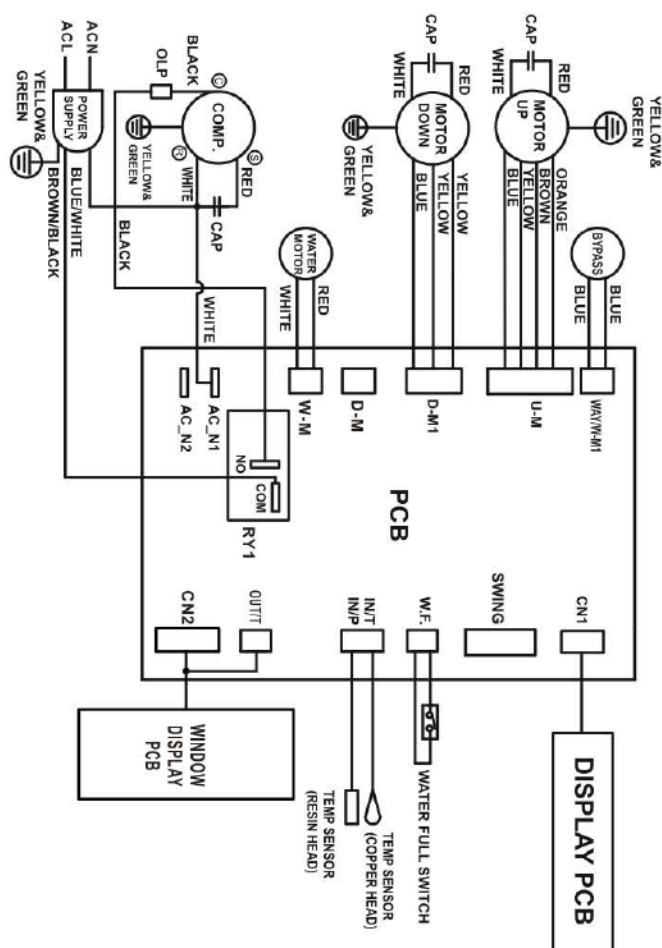 ACL
ACN
YELLOW&
GREEN
POWER
SUPPLY
BLUE/WHITE
BROWN/BLACK
OLP
BLACK
C
COMP.
R
S
YELLOW&
GREEN
WHITE
RED
CAP
BLACK
WHITE
WATER
MOTOR
WHITE
RED
CAP
WHITE
RED
MOTOR
DOWN
YELLOW&
GREEN
BLUE
YELLOW
YELLOW
CAP
WHITE
RED
MOTOR
UP
YELLOW&
GREEN
BLUE
YELLOW
BROWN
ORANGE
BYPASS
BLUE
BLUE
AC_N2
AC_N1
W-M
D-M
D-M1
U-M
WAY/W-M1
NO
COM
RY1
PCB
CN2
OUT/T
IN/P
IN/T
W.F.
SWING
CN1
WINDOW
DISPLAY
PCB
TEMP SENSOR
(RESIN HEAD)
TEMP SENSOR
(COPPER HEAD)
WATER FULL SWITCH
DISPLAY PCB